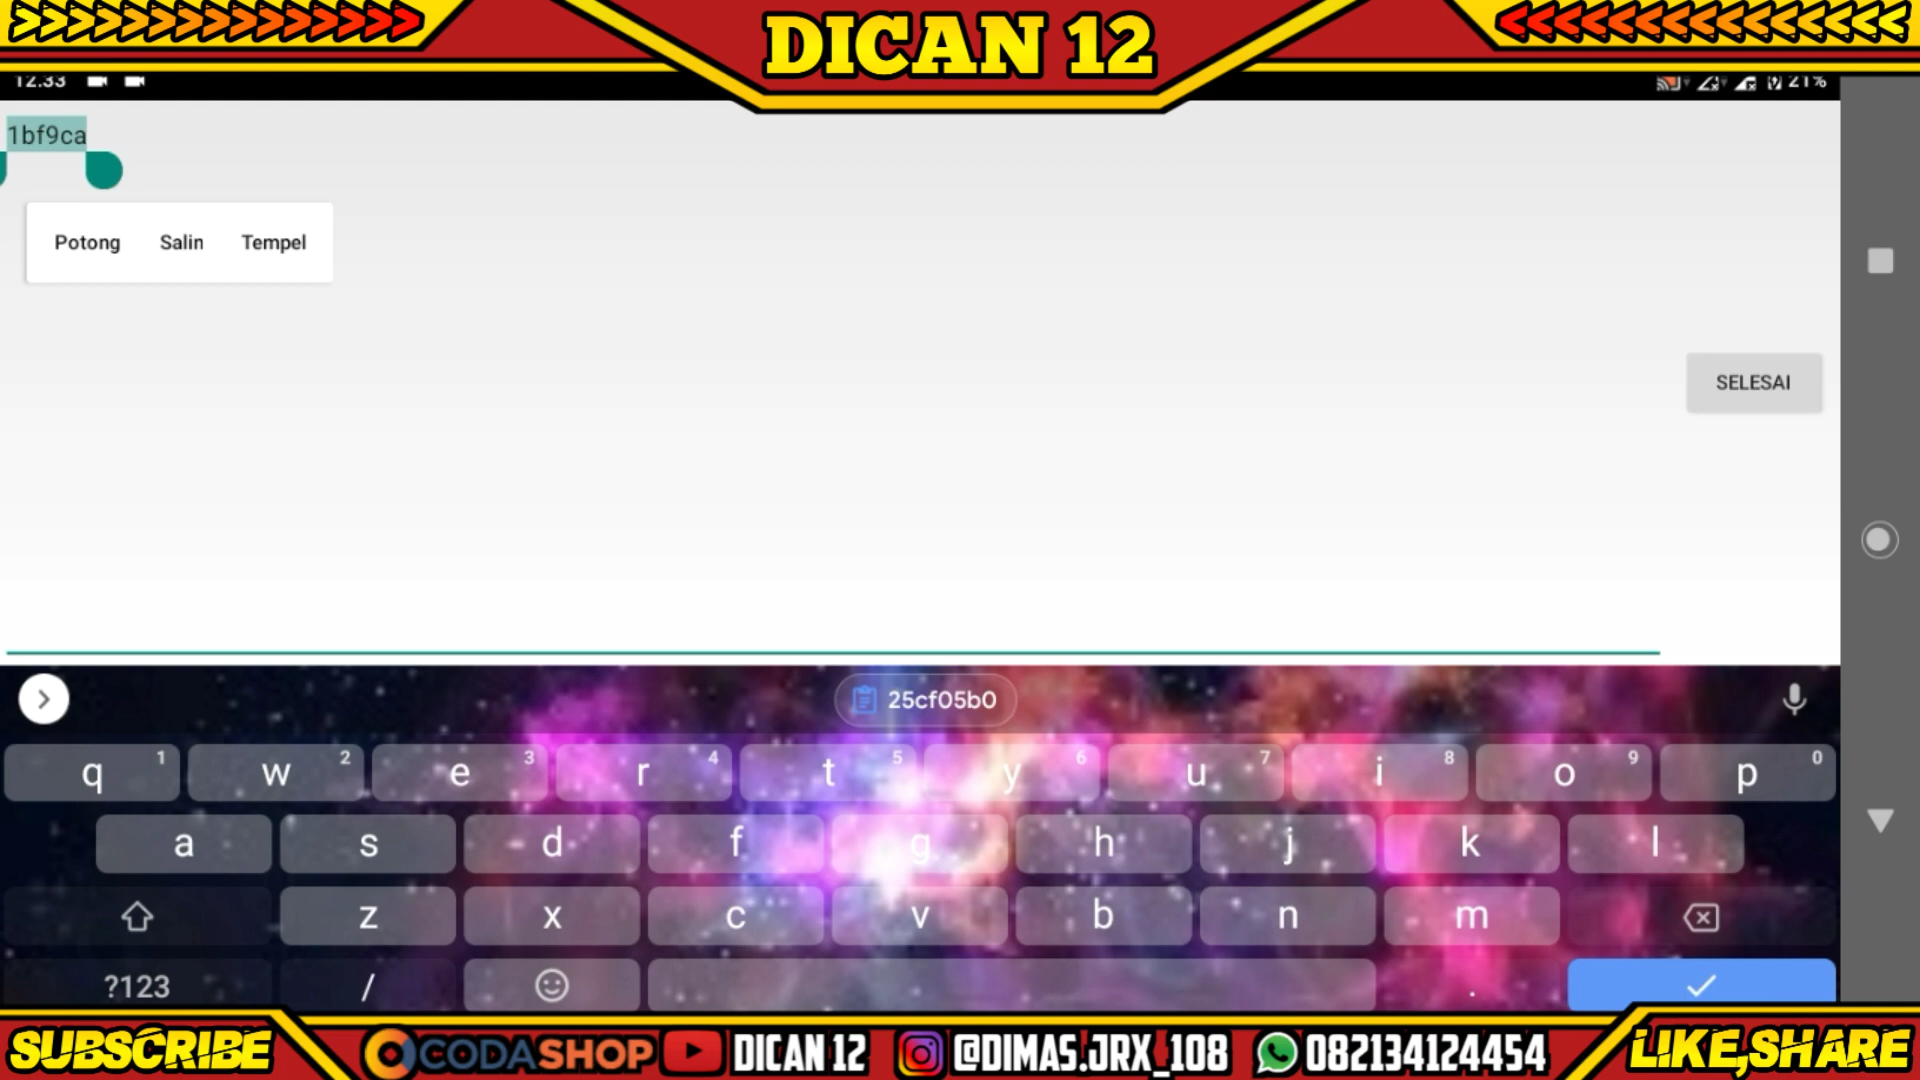 DICAN 12
12.33
21%
1bf9ca
Potong Salin Tempel
SELESAI
25cf05b0
q 1 w 2 e 3 r 4 t 5 y 6 u 7 i 8 o 9 p 0
a s d f g h j k l
z x c v b n m
?123 / .
SUBSCRIBE CODASHOP DICAN 12 @DIMAS.JRX_108 082134124454 LIKE,SHARE